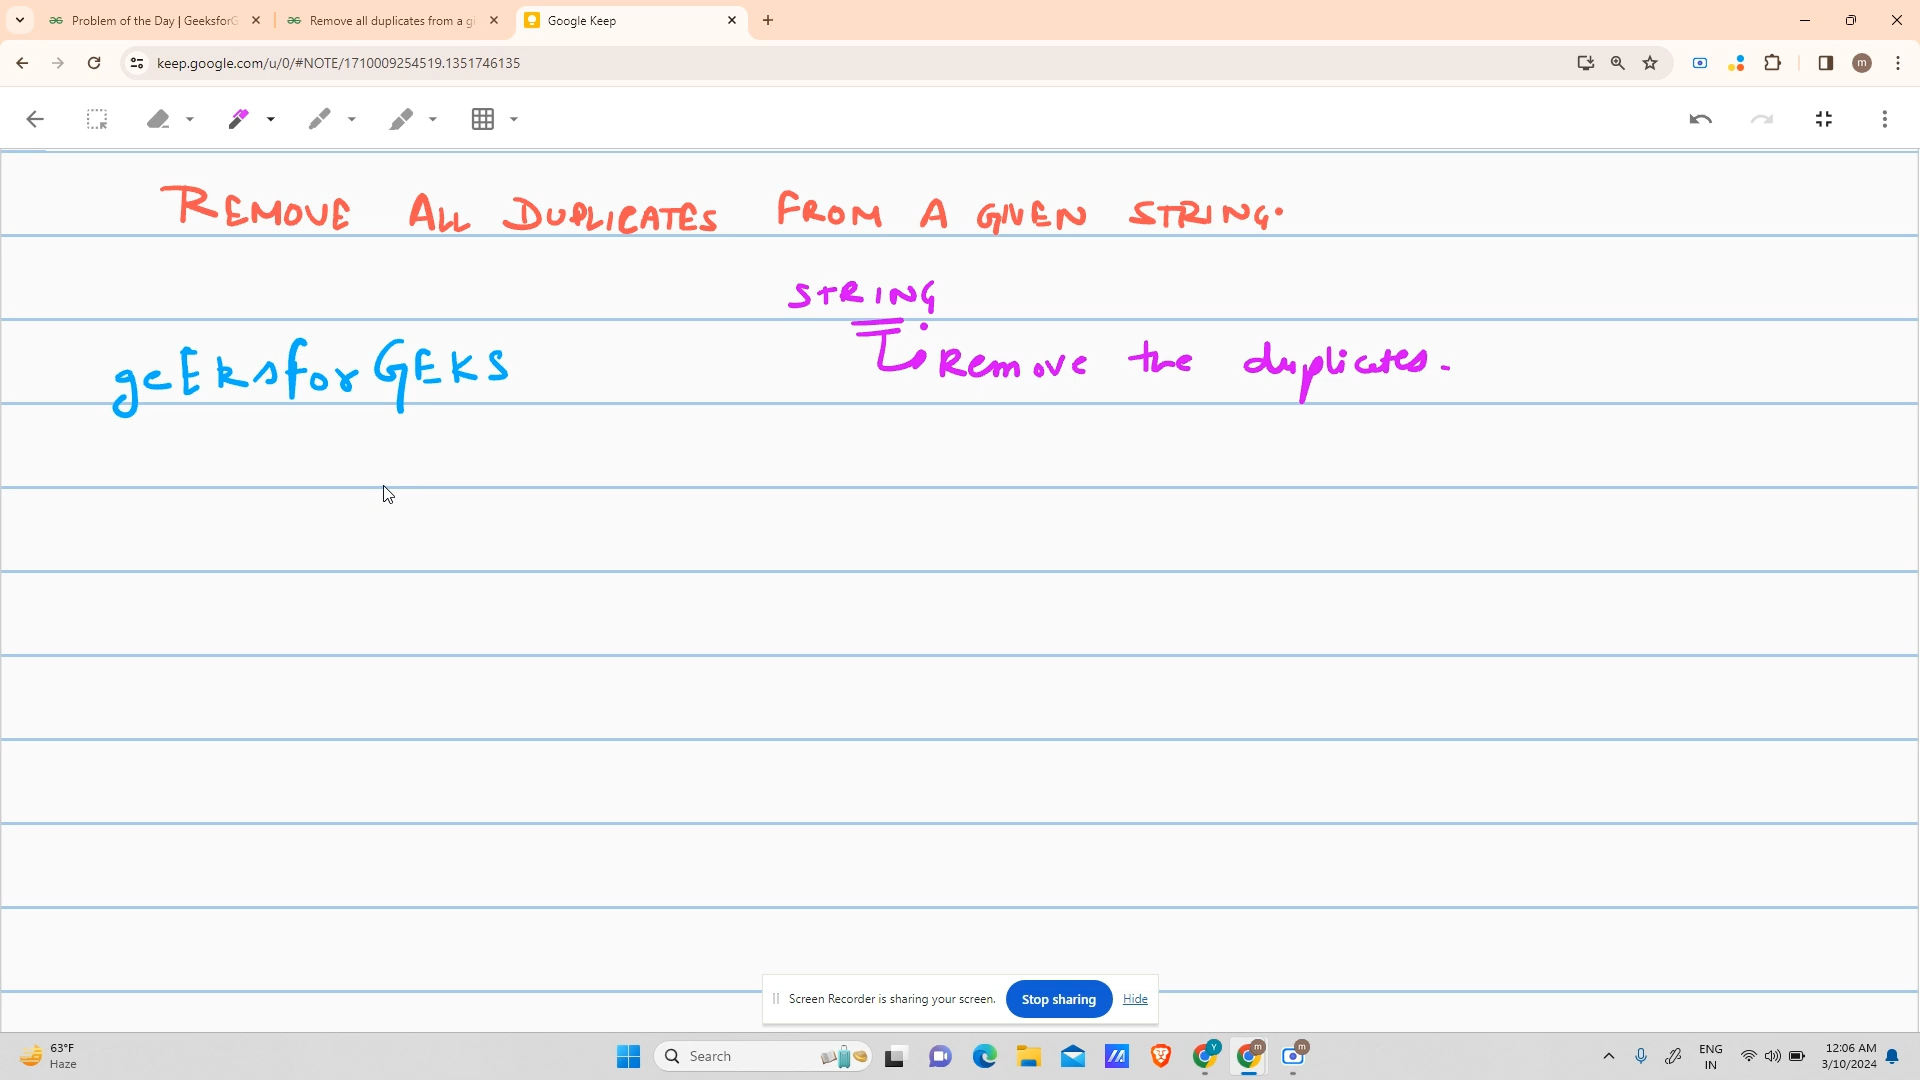 Problem of the Day | GeeksforG
Remove all duplicates from a gi
Google Keep
keep.google.com/u/0/#NOTE/1710009254519.1351746135
m
REMOVE ALL DUPLICATES FROM A GIVEN STRING.
STRING
geEksforGEKS
Remove the duplicates.
Screen Recorder is sharing your screen. Stop sharing Hide
63°F
Haze
Search
Y
m
m
ENG
IN
12:06 AM
3/10/2024